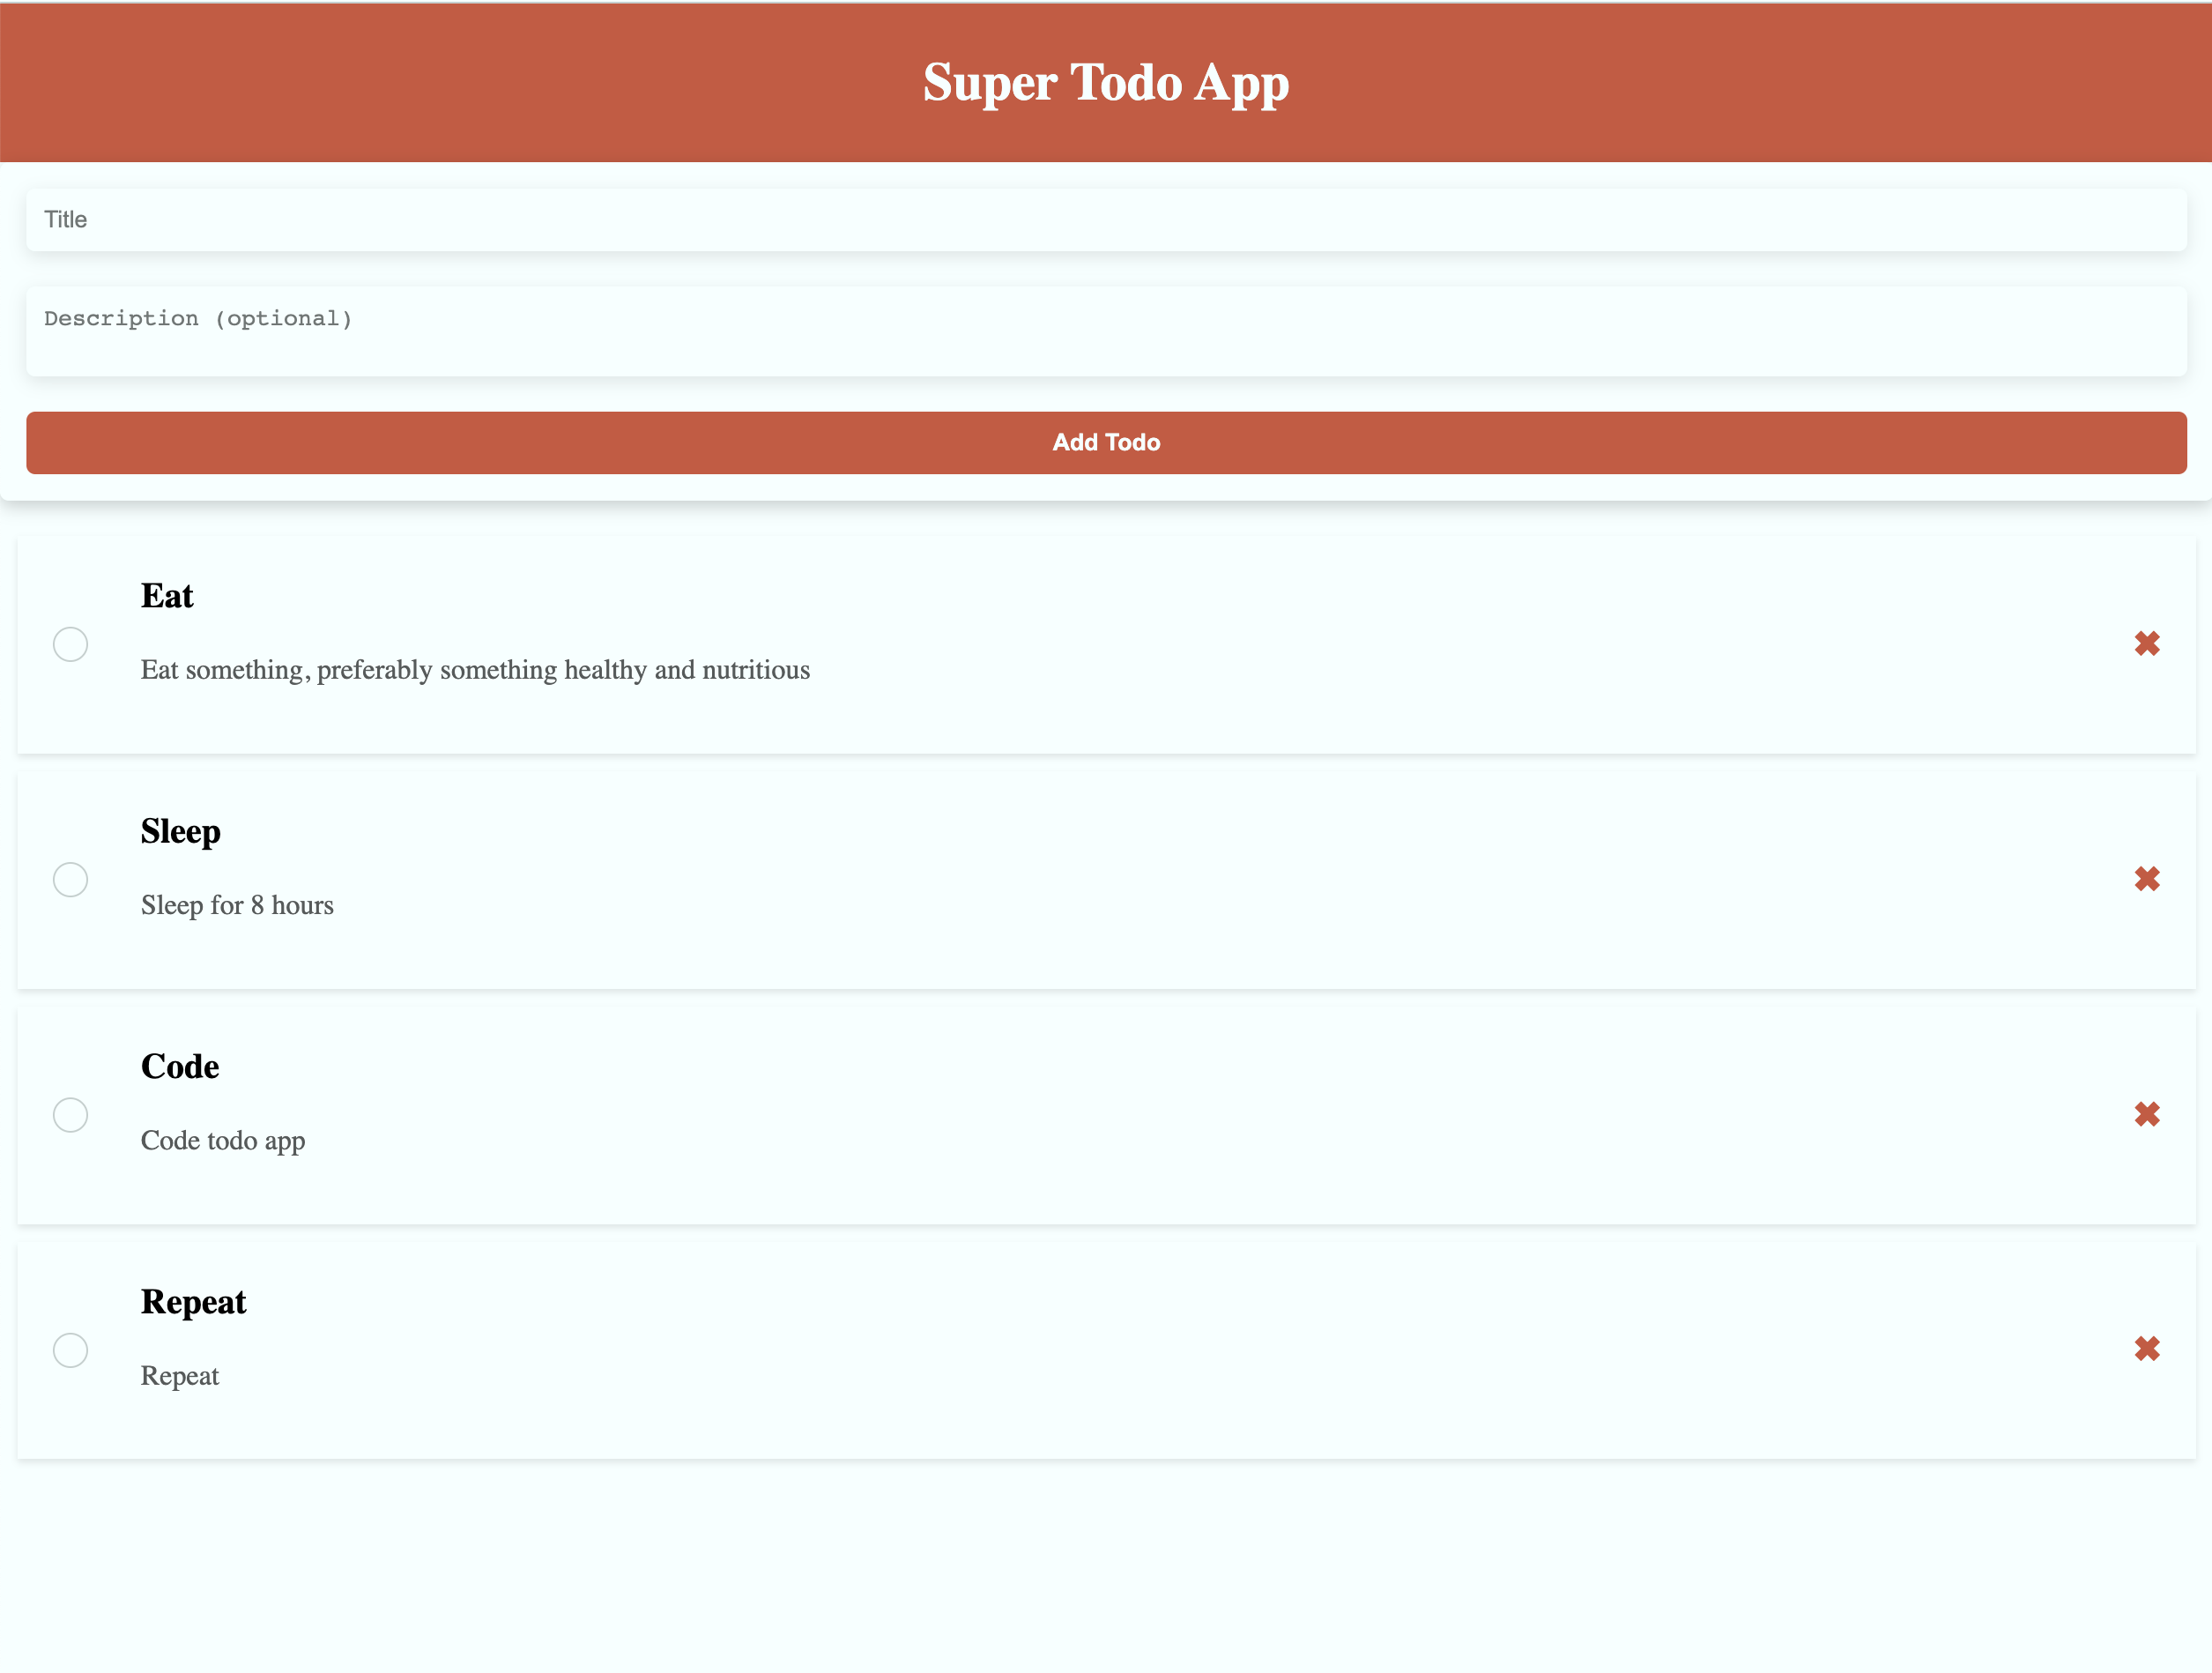 Super Todo App
Title
Description (optional)
Add Todo
Eat
Eat something, preferably something healthy and nutritious
Sleep
Sleep for 8 hours
Code
Code todo app
Repeat
Repeat